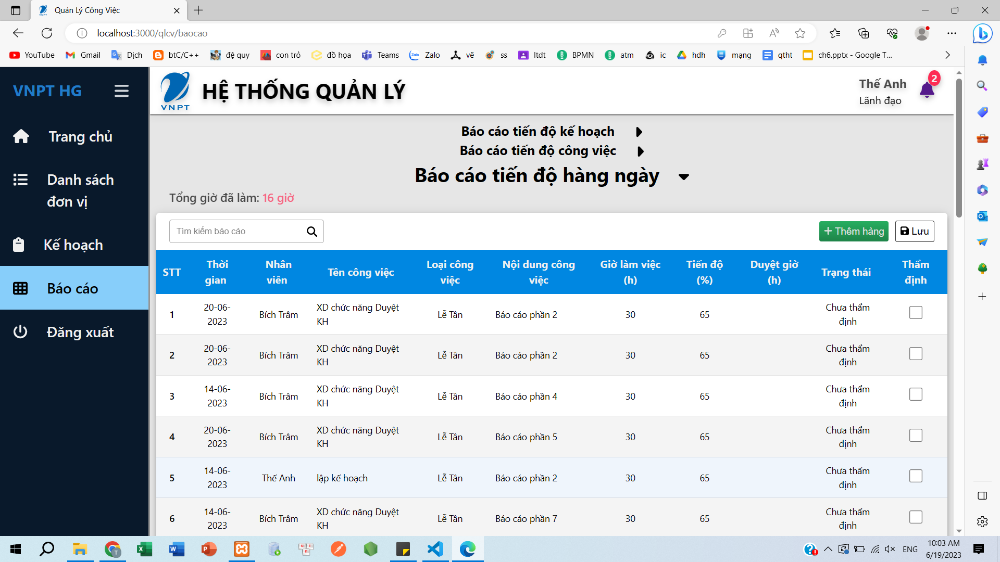 Quản Lý Công Việc
localhost:3000/qlcv/baocao
YouTube Gmail Dịch btC/C++ đệ quy con trỏ đồ họa Teams Zalo vẽ ss ltdt BPMN atm ic hdh mạng qtht ch6.pptx - Google T...
VNPT HG
VNPT
HỆ THỐNG QUẢN LÝ
Thế Anh
Lãnh đạo
2
Trang chủ
Danh sách
đơn vị
Kế hoạch
Báo cáo
Đăng xuất
Báo cáo tiến độ kế hoạch
Báo cáo tiến độ công việc
Báo cáo tiến độ hàng ngày
Tổng giờ đã làm: 16 giờ
Tìm kiếm báo cáo
+ Thêm hàng
Lưu
STT Thời gian Nhân viên Tên công việc Loại công việc Nội dung công việc Giờ làm việc (h) Tiến độ (%) Duyệt giờ (h) Trạng thái Thẩm định
1 20-06-2023 Bích Trâm XD chức năng Duyệt KH Lễ Tân Báo cáo phần 2 30 65 Chưa thẩm định
2 20-06-2023 Bích Trâm XD chức năng Duyệt KH Lễ Tân Báo cáo phần 2 30 65 Chưa thẩm định
3 14-06-2023 Bích Trâm XD chức năng Duyệt KH Lễ Tân Báo cáo phần 4 30 65 Chưa thẩm định
4 20-06-2023 Bích Trâm XD chức năng Duyệt KH Lễ Tân Báo cáo phần 5 30 65 Chưa thẩm định
5 14-06-2023 Thế Anh lập kế hoạch Lễ Tân Báo cáo phần 2 30 65 Chưa thẩm định
6 14-06-2023 Bích Trâm XD chức năng Duyệt KH Lễ Tân Báo cáo phần 7 30 65 Chưa thẩm định
ENG
10:03 AM
6/19/2023